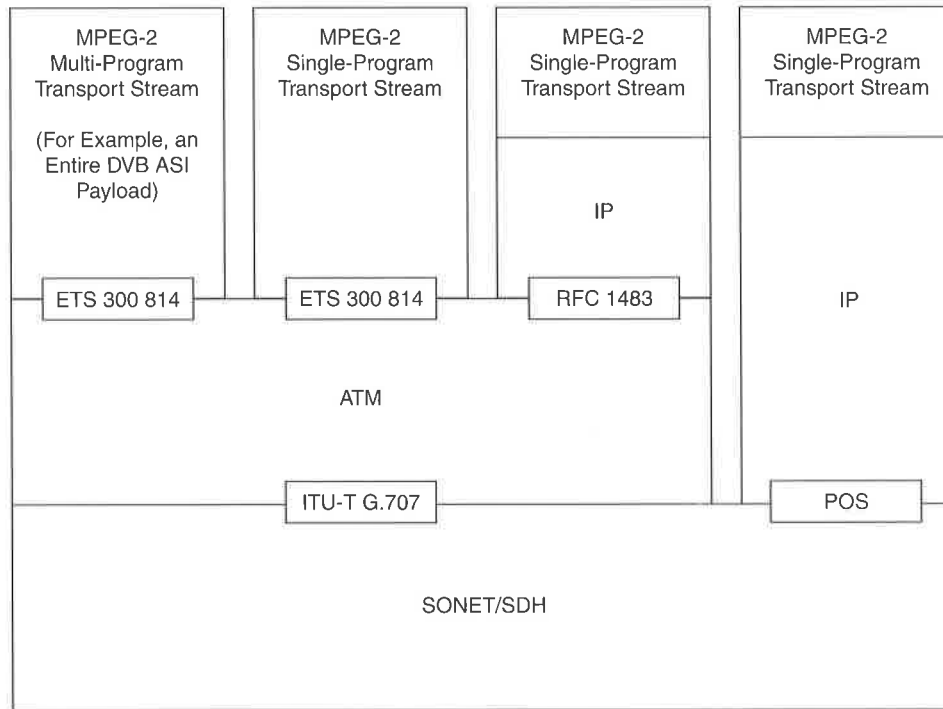 MPEG-2
Multi-Program
Transport Stream
(For Example, an
Entire DVB ASI
Payload)
MPEG-2
Single-Program
Transport Stream
MPEG-2
Single-Program
Transport Stream
MPEG-2
Single-Program
Transport Stream
IP
IP
ETS 300 814
ETS 300 814
RFC 1483
ATM
ITU-T G.707
POS
SONET/SDH